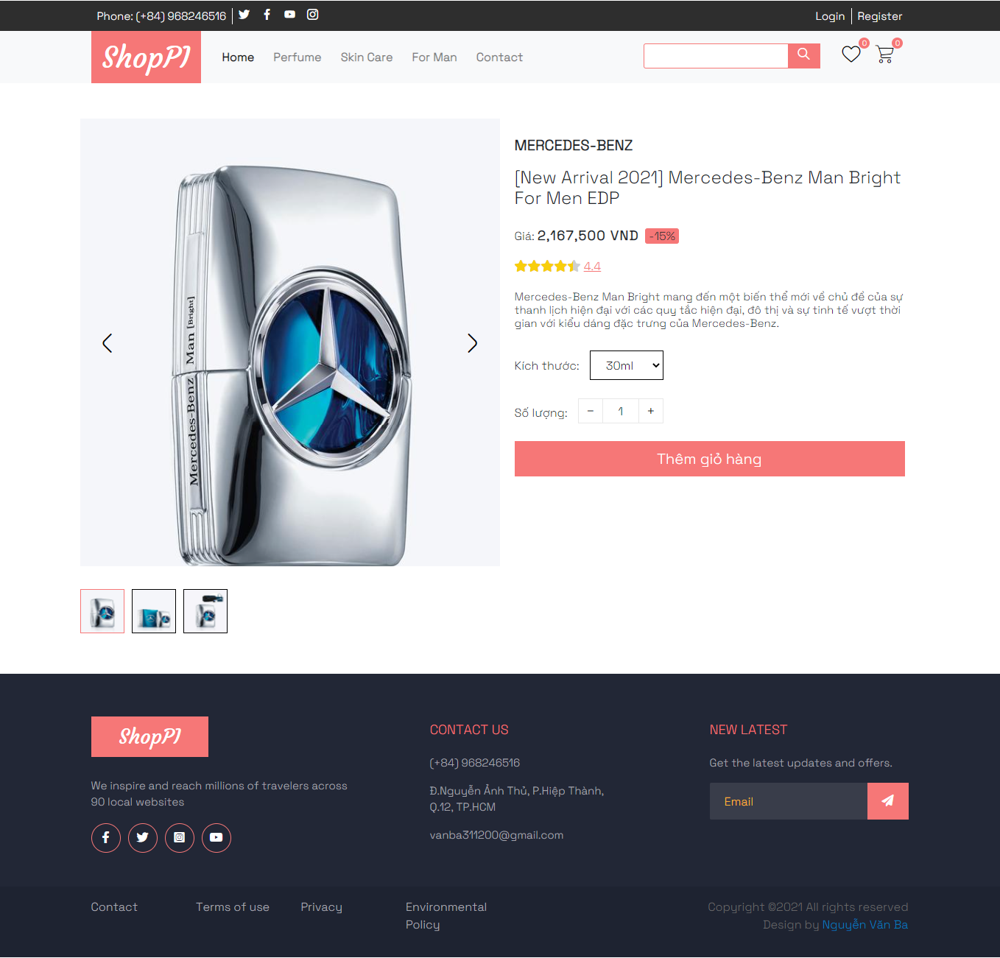 Phone: (+84) 968246516
Login
Register
ShopPI
Home
Perfume
Skin Care
For Man
Contact
0
0
MERCEDES-BENZ
[New Arrival 2021] Mercedes-Benz Man Bright
For Men EDP
Giá: 2,167,500 VND -15%
4.4
Mercedes-Benz Man Bright mang đến một biến thể mới về chủ đề của sự
thanh lịch hiện đại với các quy tắc hiện đại, đô thị và sự tinh tế vượt thời
gian với kiểu dáng đặc trưng của Mercedes-Benz.
Kích thước:
30ml
Số lượng:
− 1 +
Thêm giỏ hàng
Mercedes-Benz Man [Bright]
ShopPI
We inspire and reach millions of travelers across
90 local websites
CONTACT US
(+84) 968246516
Đ.Nguyễn Ảnh Thủ, P.Hiệp Thành,
Q.12, TP.HCM
vanba311200@gmail.com
NEW LATEST
Get the latest updates and offers.
Email
Contact
Terms of use
Privacy
Environmental
Policy
Copyright ©2021 All rights reserved
Design by Nguyễn Văn Ba